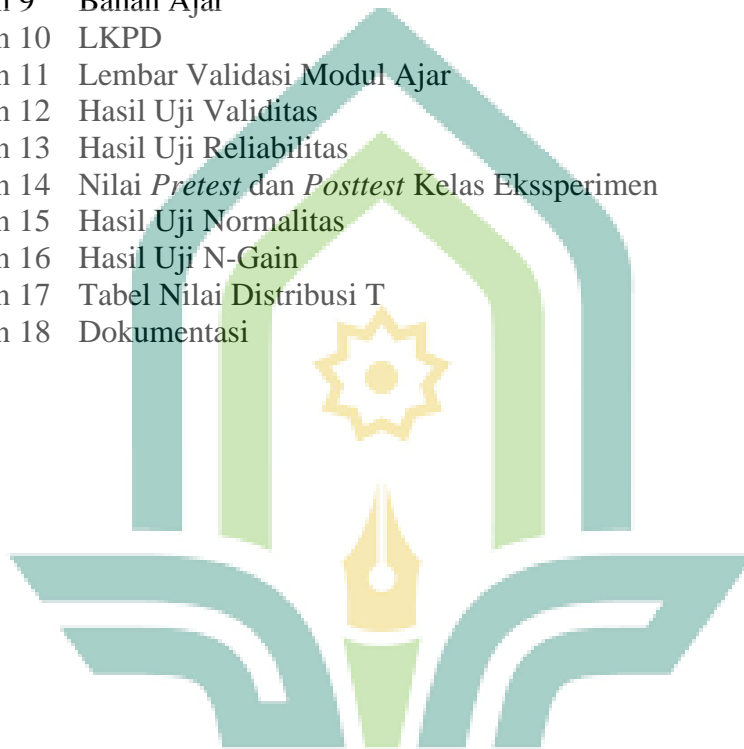 n 9 Bahan Ajar
n 10 LKPD
n 11 Lembar Validasi Modul Ajar
n 12 Hasil Uji Validitas
n 13 Hasil Uji Reliabilitas
n 14 Nilai Pretest dan Posttest Kelas Ekssperimen
n 15 Hasil Uji Normalitas
n 16 Hasil Uji N-Gain
n 17 Tabel Nilai Distribusi T
n 18 Dokumentasi